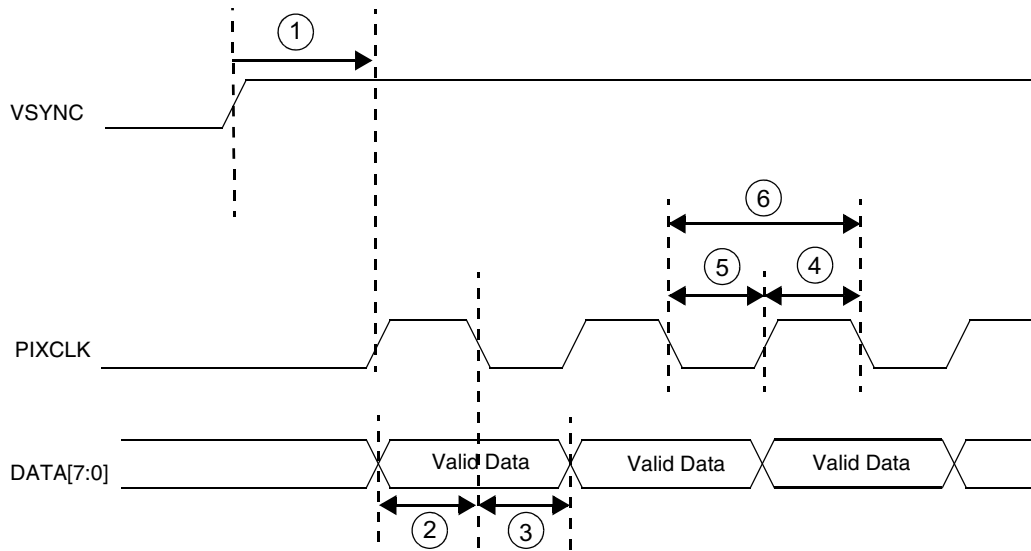 1
VSYNC
6
5 4
PIXCLK
DATA[7:0] Valid Data Valid Data Valid Data
2 3